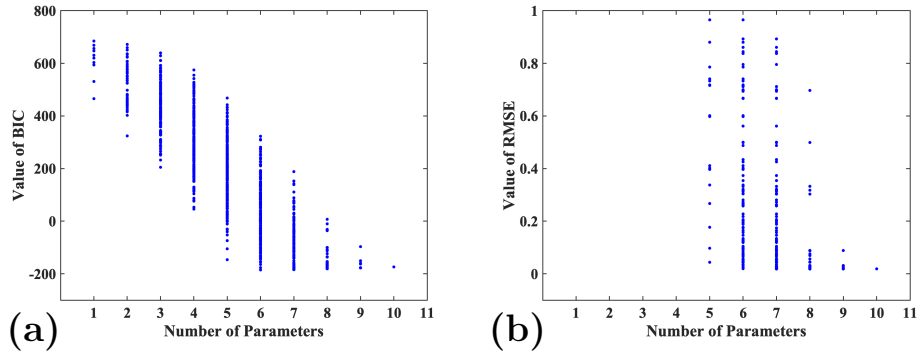 800
600
400
200
0
-200
Value of BIC
1 2 3 4 5 6 7 8 9 10 11
Number of Parameters
(a)
1
0.8
0.6
0.4
0.2
0
Value of RMSE
1 2 3 4 5 6 7 8 9 10 11
Number of Parameters
(b)